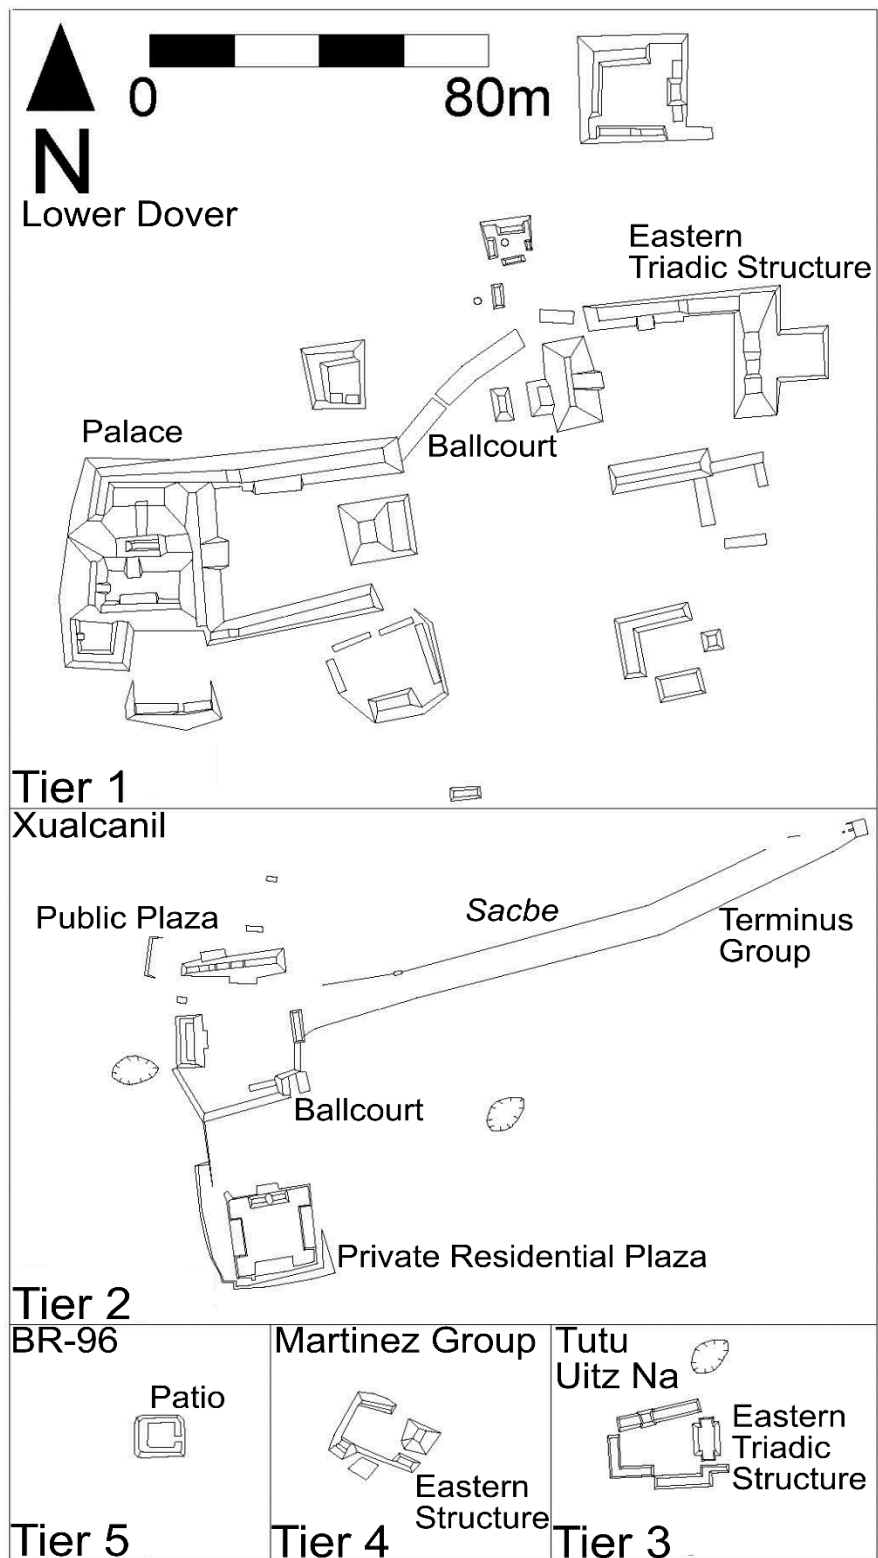 0 80m
N
Lower Dover
Eastern
Triadic Structure
Palace
Ballcourt
Tier 1
Xualcanil
Public Plaza
Sacbe
Terminus
Group
Ballcourt
Private Residential Plaza
Tier 2
BR-96
Patio
Tier 5
Martinez Group
Eastern
Structure
Tier 4
Tutu
Uitz Na
Eastern
Triadic
Structure
Tier 3